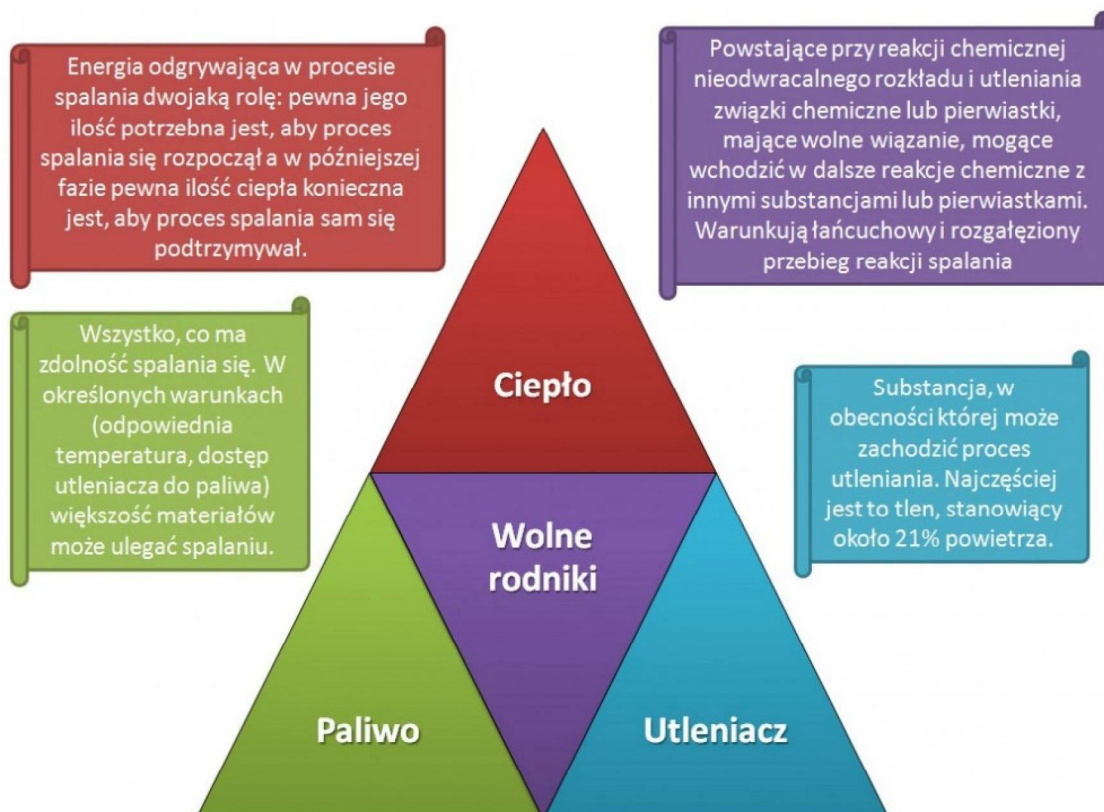 Energia odgrywająca w procesie
spalania dwojaką rolę: pewna jego
ilość potrzebna jest, aby proces
spalania się rozpoczął a w późniejszej
fazie pewna ilość ciepła konieczna
jest, aby proces spalania sam się
podtrzymywał.
Powstające przy reakcji chemicznej
nieodwracalnego rozkładu i utleniania
związki chemiczne lub pierwiastki,
mające wolne wiązanie, mogące
wchodzić w dalsze reakcje chemiczne z
innymi substancjami lub pierwiastkami.
Warunkują łańcuchowy i rozgałęziony
przebieg reakcji spalania
Wszystko, co ma
zdolność spalania się. W
określonych warunkach
(odpowiednia
temperatura, dostęp
utleniacza do paliwa)
większość materiałów
może ulegać spalaniu.
Substancja, w
obecności której może
zachodzić proces
utleniania. Najczęściej
jest to tlen, stanowiący
około 21% powietrza.
Ciepło
Wolne
rodniki
Paliwo
Utleniacz